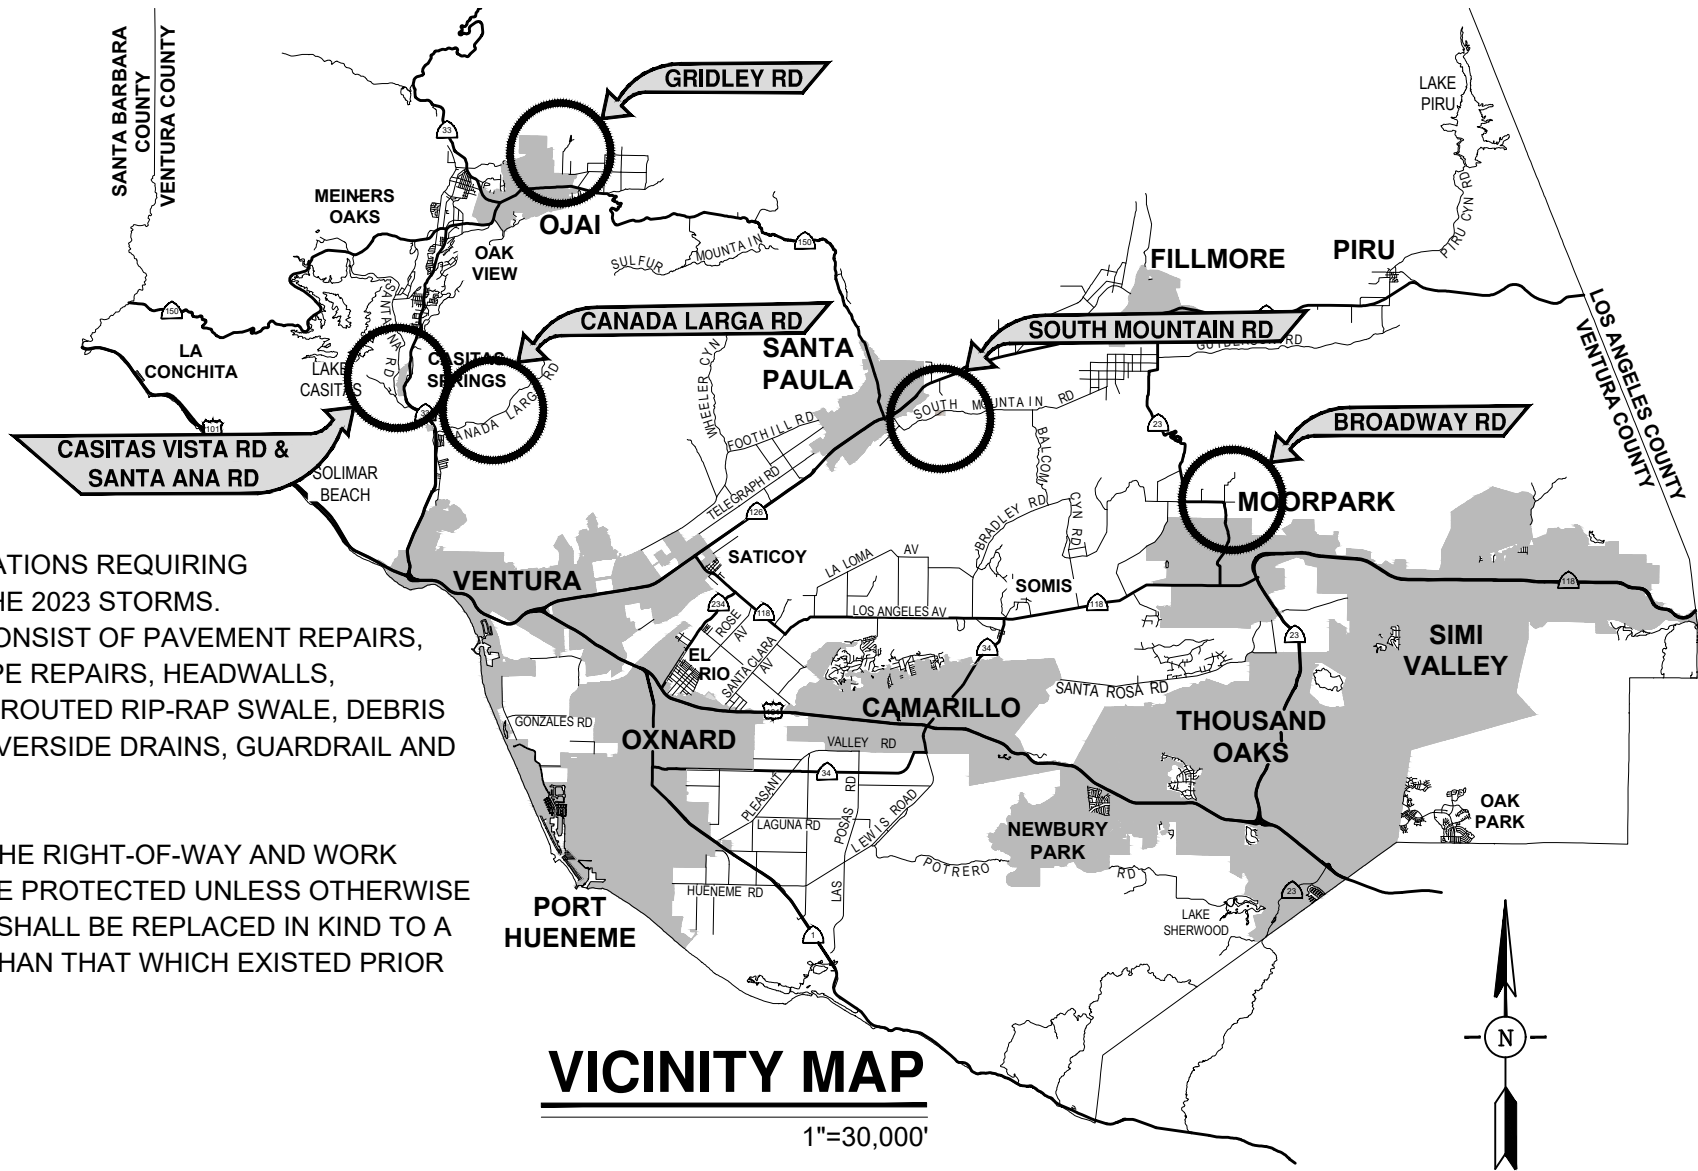 SANTA BARBARA
COUNTY
VENTURA COUNTY
GRIDLEY RD
LAKE
PIRU
33
MEINERS
OAKS
OJAI
OAK
VIEW
SULFUR MOUNTAIN
150
FILLMORE
PIRU
PIRU CYN RD
LOS ANGELES COUNTY
VENTURA COUNTY
SANTA ANA RD
150
LA
CONCHITA
LAKE
CASITAS
CASITAS
SPRINGS
CANADA LARGA RD
CANADA LARGA RD
SANTA
PAULA
SOUTH MOUNTAIN RD
GUIBERSON RD
WHEELER CYN
FOOTHILL RD
SOUTH MOUNTAIN RD
BALCOM
CYN RD
23
BROADWAY RD
33
101
CASITAS VISTA RD &
SANTA ANA RD
SOLIMAR
BEACH
TELEGRAPH RD
126
BRADLEY RD
MOORPARK
ATIONS REQUIRING
HE 2023 STORMS.
ONSIST OF PAVEMENT REPAIRS,
PE REPAIRS, HEADWALLS,
ROUTED RIP-RAP SWALE, DEBRIS
VERSIDE DRAINS, GUARDRAIL AND
VENTURA
SATICOY
LA LOMA AV
SOMIS
LOS ANGELES AV
118
118
118
234
ROSE
AV
SANTA CLARA
AV
EL
RIO
34
23
SIMI
VALLEY
SANTA ROSA RD
GONZALES RD
OXNARD
101
CAMARILLO
VALLEY RD
THOUSAND
OAKS
34
PLEASANT
LAGUNA RD
LAS POSAS RD
LEWIS ROAD
NEWBURY
PARK
OAK
PARK
POTRERO RD
HUENEME RD
23
LAKE
SHERWOOD
PORT
HUENEME
1
HE RIGHT-OF-WAY AND WORK
E PROTECTED UNLESS OTHERWISE
SHALL BE REPLACED IN KIND TO A
HAN THAT WHICH EXISTED PRIOR
N
VICINITY MAP
1"=30,000'